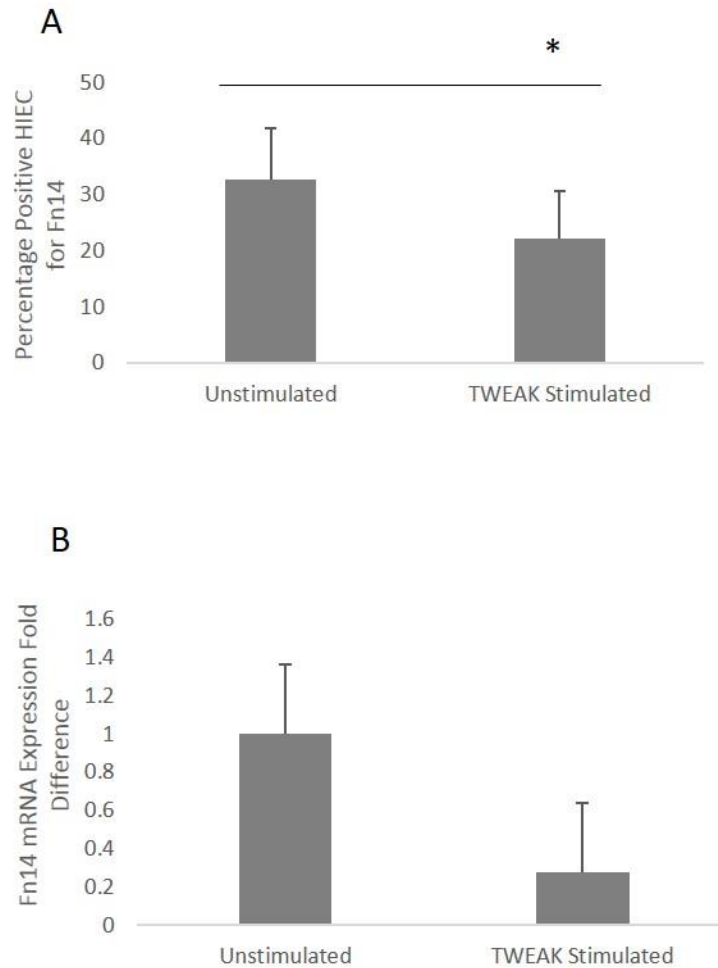 A
*
Percentage Positive HIEC
for Fn14
50
40
30
20
10
0
Unstimulated
TWEAK Stimulated
B
Fn14 mRNA Expression Fold
Difference
1.6
1.4
1.2
1
0.8
0.6
0.4
0.2
0
Unstimulated
TWEAK Stimulated